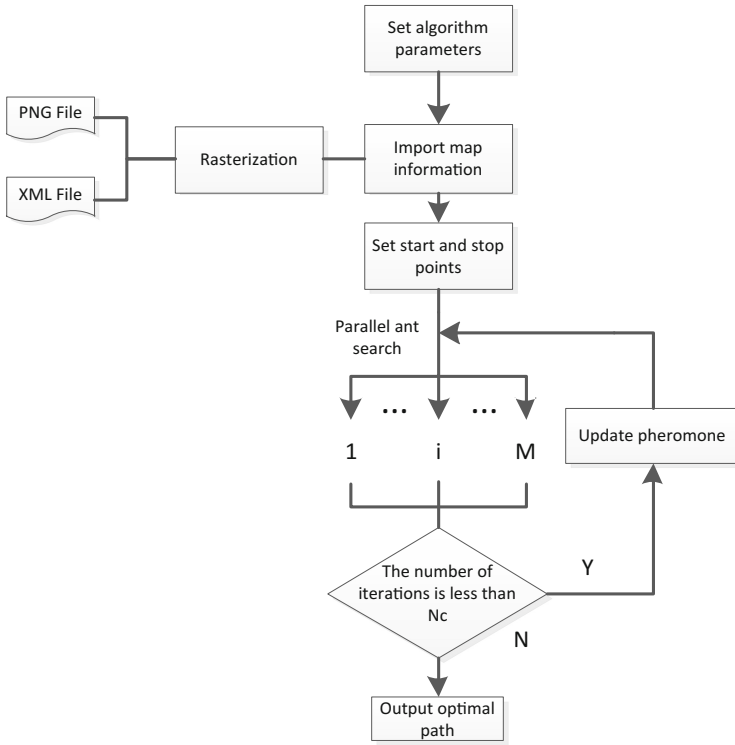 Set algorithm
parameters
PNG File
XML File
Rasterization
Import map
information
Set start and stop
points
Parallel ant
search
... ...
1 i M
Update pheromone
The number of
iterations is less than
Nc
Y
N
Output optimal
path